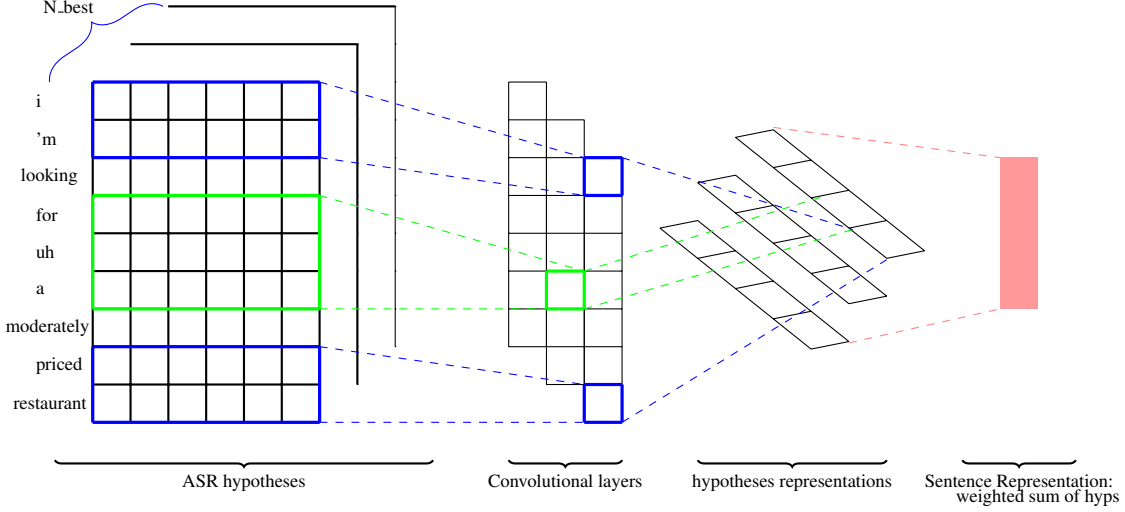 N_best
i
'm
looking
for
uh
a
moderately
priced
restaurant
ASR hypotheses
Convolutional layers
hypotheses representations
Sentence Representation:
weighted sum of hyps